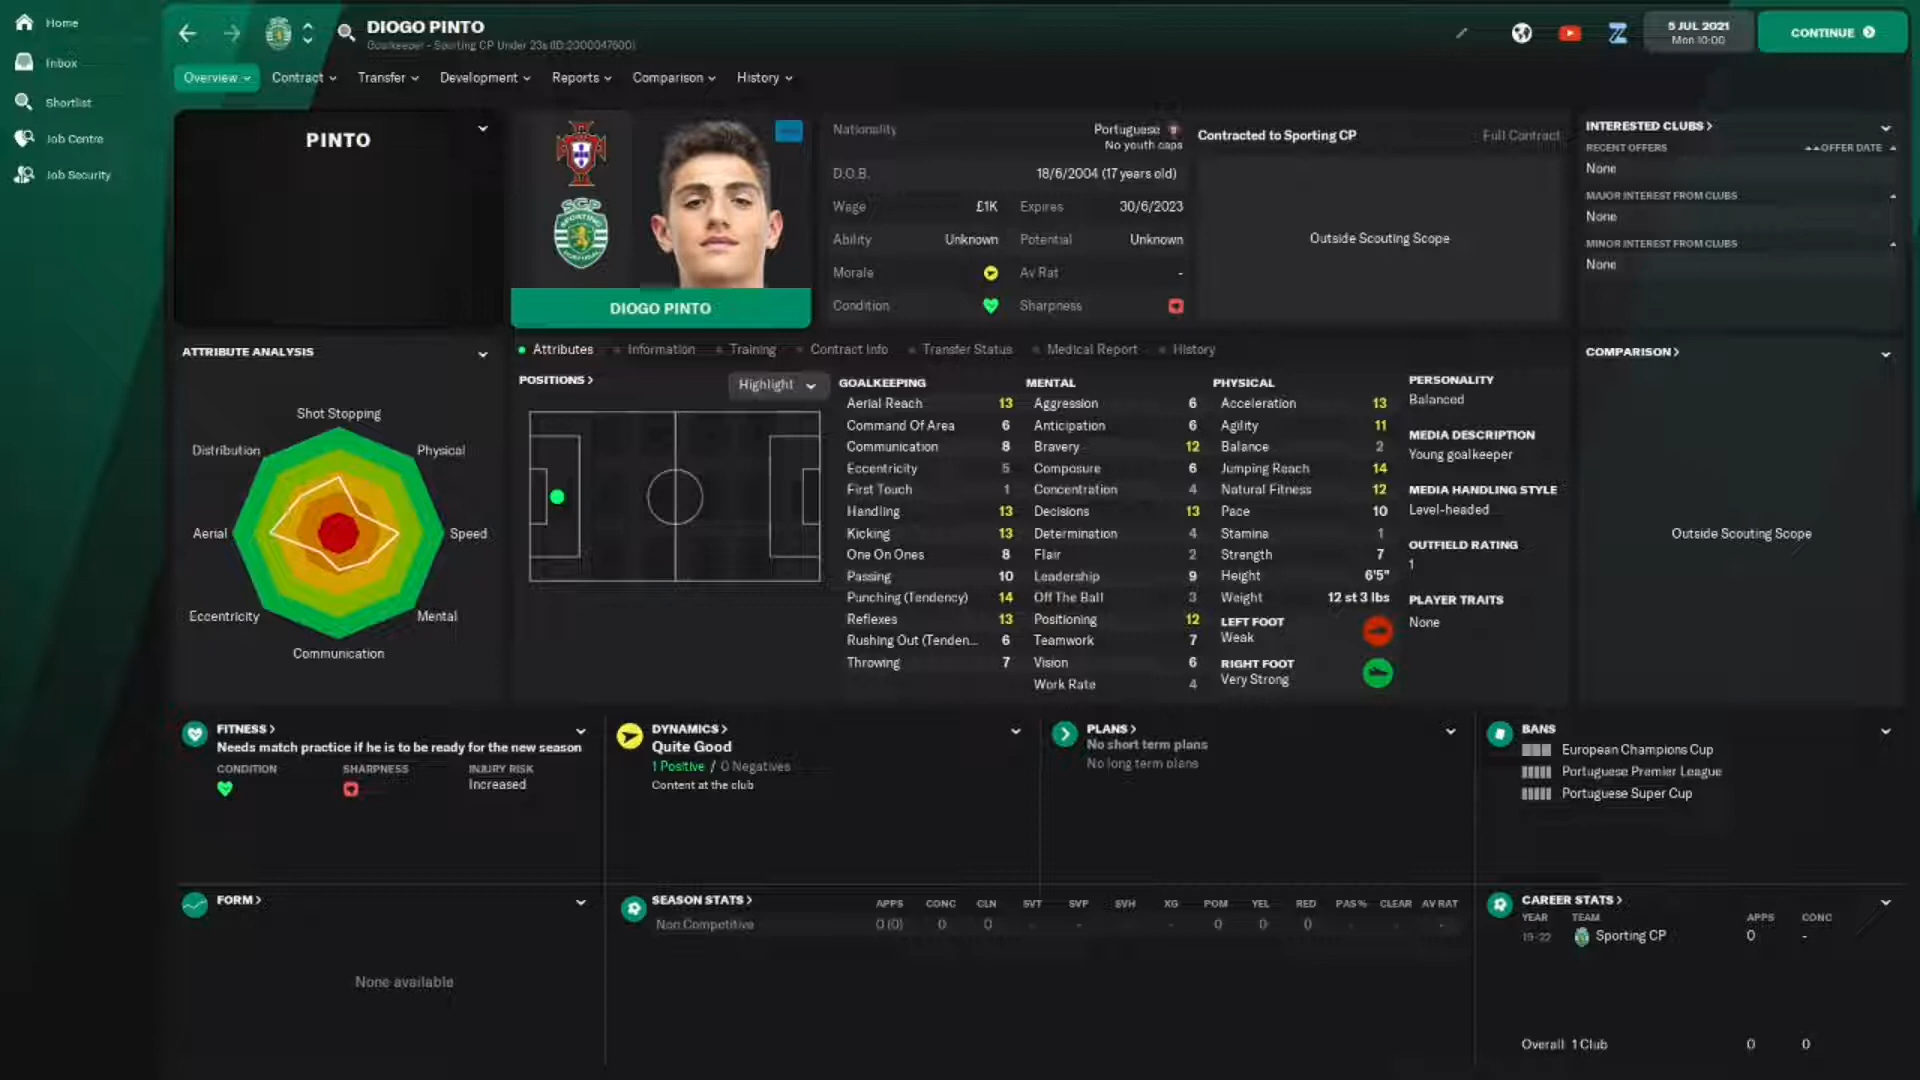 Home
Inbox
Shortlist
Job Centre
Job Security
DIOGO PINTO
Goalkeeper - Sporting CP Under 23s (ID:2000047600)
5 JUL 2021
Mon 10:00
CONTINUE
Overview
Contract
Transfer
Development
Reports
Comparison
History
PINTO
SCP
SPORTING
PORTUGAL
DIOGO PINTO
Nationality
Portuguese
No youth caps
D.O.B.
18/6/2004 (17 years old)
Wage £1K Expires 30/6/2023
Ability Unknown Potential Unknown
Morale Av Rat -
Condition Sharpness
Contracted to Sporting CP Full Contract
Outside Scouting Scope
INTERESTED CLUBS >
RECENT OFFERS OFFER DATE
None
MAJOR INTEREST FROM CLUBS
None
MINOR INTEREST FROM CLUBS
None
ATTRIBUTE ANALYSIS
Shot Stopping
Physical
Speed
Mental
Communication
Eccentricity
Aerial
Distribution
Attributes Information Training Contract Info Transfer Status Medical Report History
POSITIONS >
Highlight
GOALKEEPING
Aerial Reach 13
Command Of Area 6
Communication 8
Eccentricity 5
First Touch 1
Handling 13
Kicking 13
One On Ones 8
Passing 10
Punching (Tendency) 14
Reflexes 13
Rushing Out (Tenden... 6
Throwing 7
MENTAL
Aggression 6
Anticipation 6
Bravery 12
Composure 6
Concentration 4
Decisions 13
Determination 4
Flair 2
Leadership 9
Off The Ball 3
Positioning 12
Teamwork 7
Vision 6
Work Rate 4
PHYSICAL
Acceleration 13
Agility 11
Balance 2
Jumping Reach 14
Natural Fitness 12
Pace 10
Stamina 1
Strength 7
Height 6'5"
Weight 12 st 3 lbs
LEFT FOOT
Weak
RIGHT FOOT
Very Strong
PERSONALITY
Balanced
MEDIA DESCRIPTION
Young goalkeeper
MEDIA HANDLING STYLE
Level-headed
OUTFIELD RATING
1
PLAYER TRAITS
None
COMPARISON >
Outside Scouting Scope
FITNESS >
Needs match practice if he is to be ready for the new season
CONDITION SHARPNESS INJURY RISK
Increased
DYNAMICS >
Quite Good
1 Positive / 0 Negatives
Content at the club
PLANS >
No short term plans
No long term plans
BANS
European Champions Cup
Portuguese Premier League
Portuguese Super Cup
FORM >
None available
SEASON STATS > APPS CONC CLN SVT SVP SVH XG POM YEL RED PAS% CLEAR AV RAT
Non Competitive 0 (0) 0 0 - - - 0 0 0 - - -
CAREER STATS >
YEAR TEAM APPS CONC
19-22 Sporting CP 0 -
Overall 1 Club 0 0